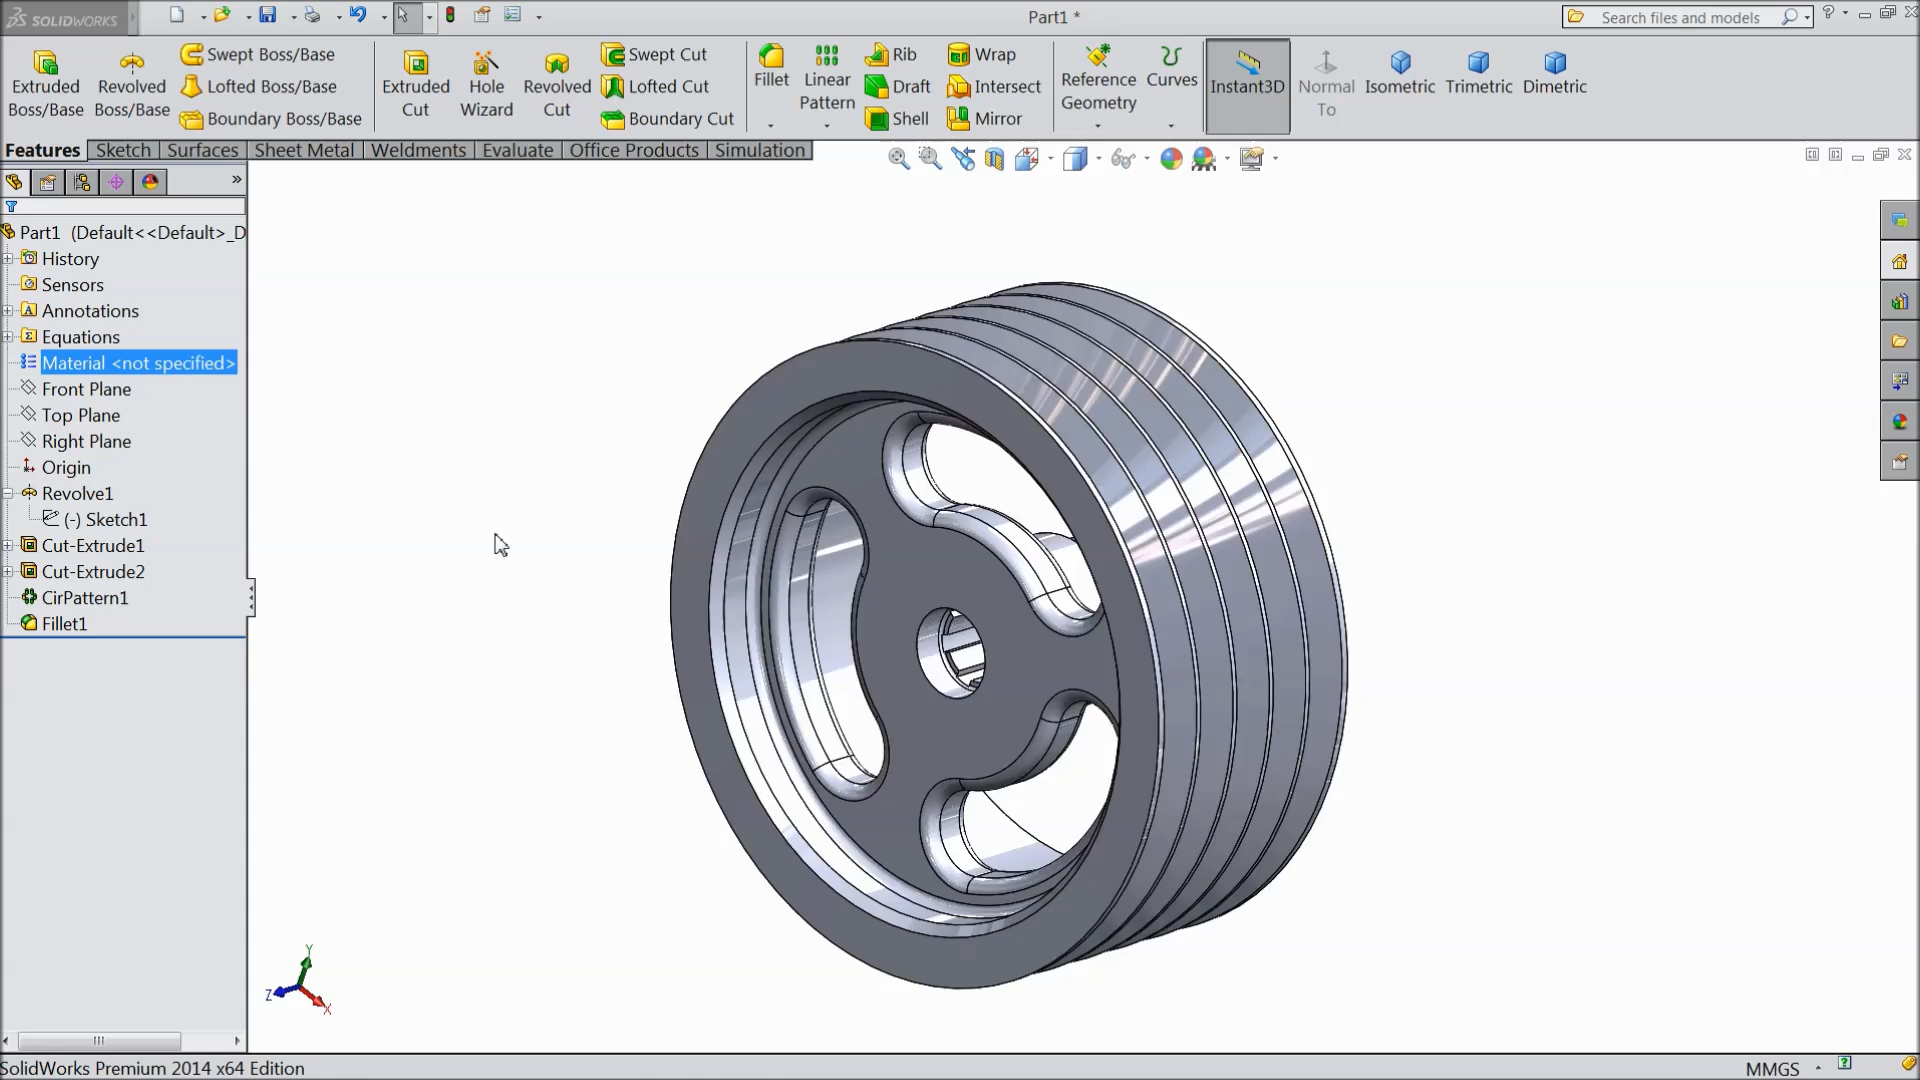 SOLIDWORKS
Part1 *
Search files and models
?
Extruded Boss/Base
Revolved Boss/Base
Swept Boss/Base
Lofted Boss/Base
Boundary Boss/Base
Extruded Cut
Hole Wizard
Revolved Cut
Swept Cut
Lofted Cut
Boundary Cut
Fillet
Linear Pattern
Rib
Draft
Shell
Wrap
Intersect
Mirror
Reference Geometry
Curves
Instant3D
Normal To
Isometric
Trimetric
Dimetric
Features
Sketch
Surfaces
Sheet Metal
Weldments
Evaluate
Office Products
Simulation
»
Part1 (Default<<Default>_D
History
Sensors
Annotations
Equations
Material <not specified>
Front Plane
Top Plane
Right Plane
Origin
Revolve1
(-) Sketch1
Cut-Extrude1
Cut-Extrude2
CirPattern1
Fillet1
Y
Z
X
SolidWorks Premium 2014 x64 Edition
MMGS
?